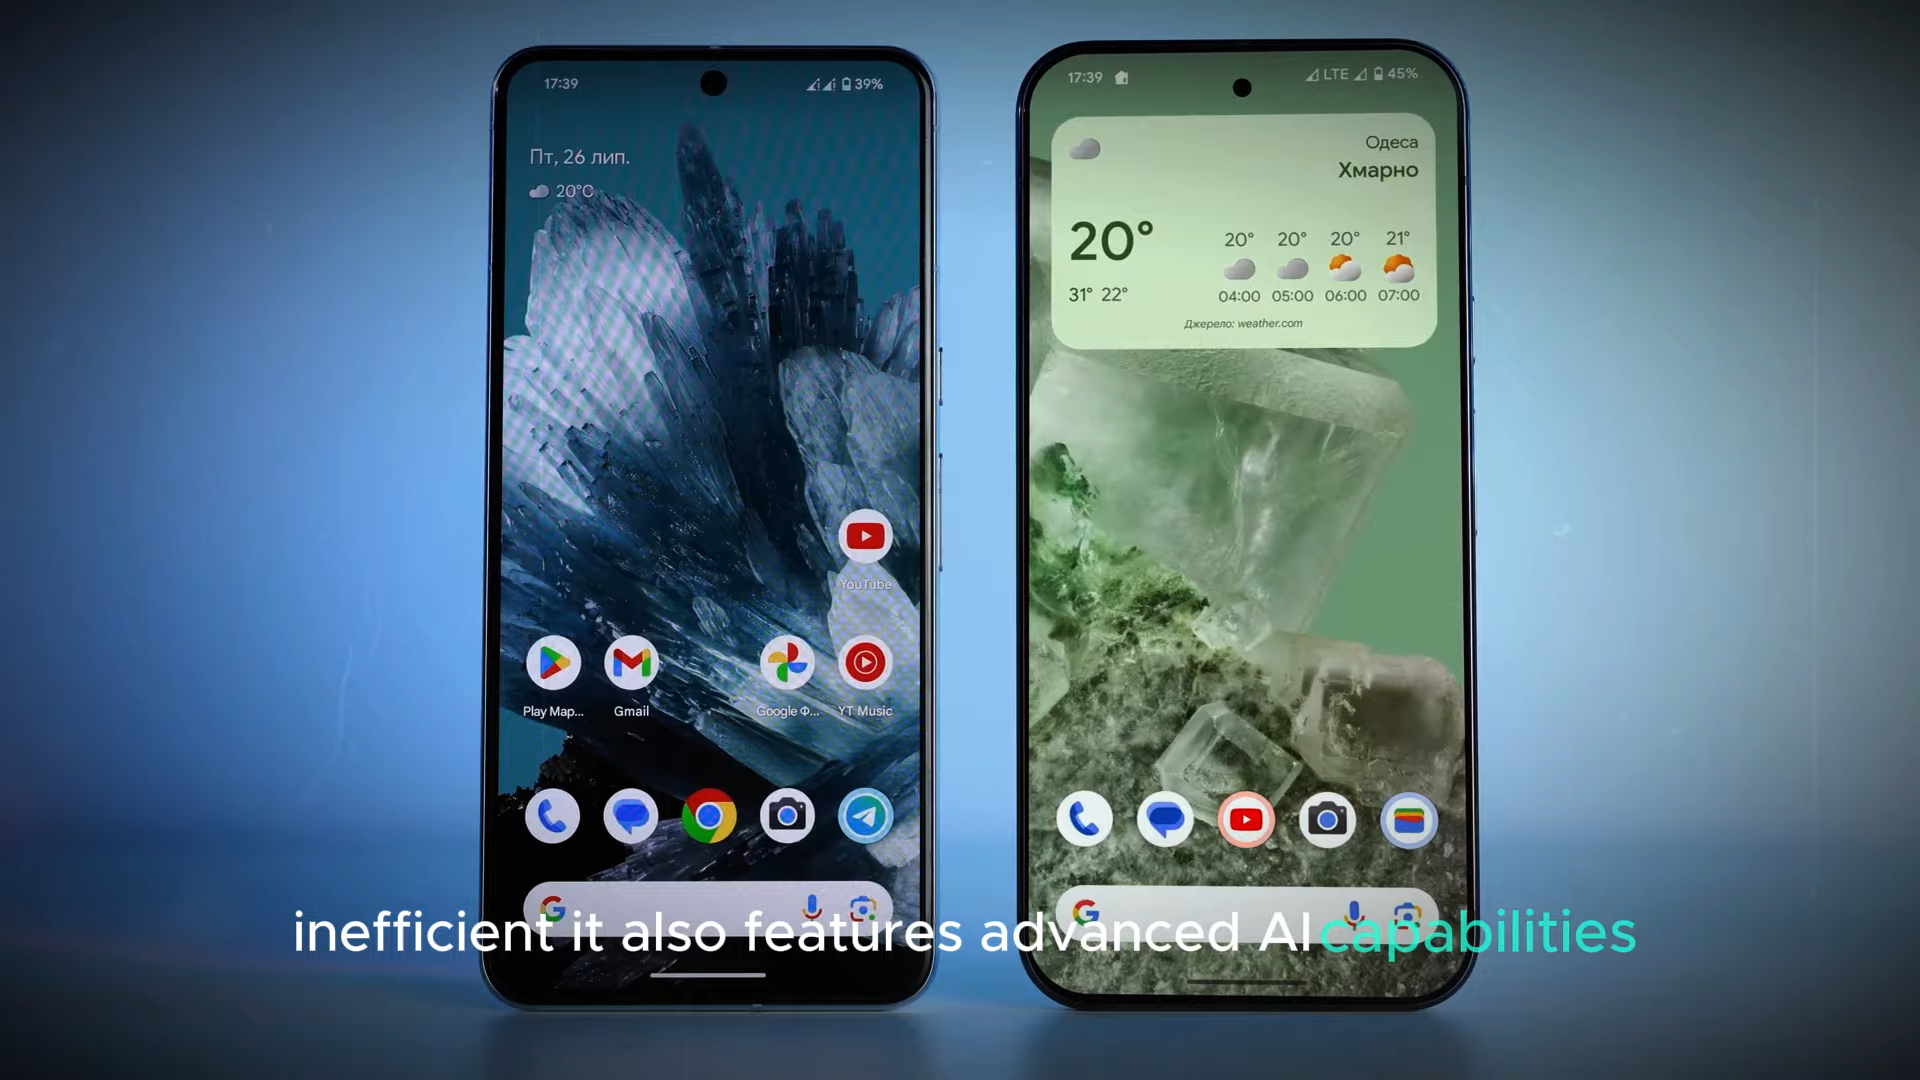 17:39
39%
Пт, 26 лип.
20°C
YouTube
Play Мар...
Gmail
Google Ф...
YT Music
17:39
LTE
45%
Одеса
Хмарно
20°
31° 22°
20° 20° 20° 21°
04:00 05:00 06:00 07:00
Джерело: weather.com
inefficient it also features advanced AI capabilities